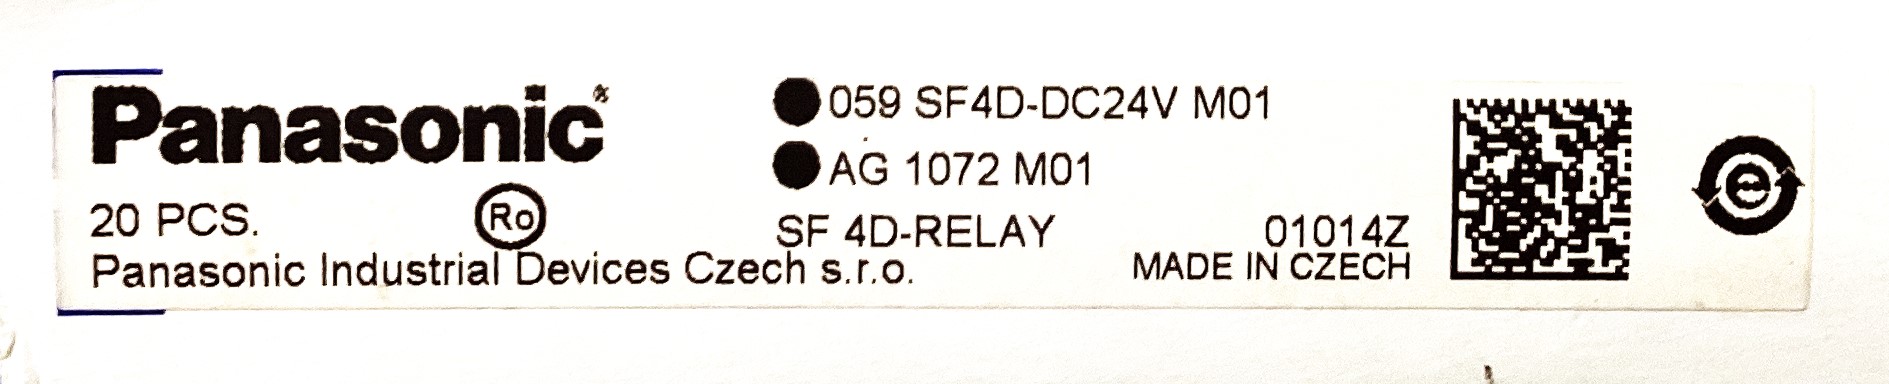 Panasonic®
●059 SF4D-DC24V M01
●AG 1072 M01
20 PCS.
Ro
SF 4D-RELAY
01014Z
Panasonic Industrial Devices Czech s.r.o.
MADE IN CZECH
e